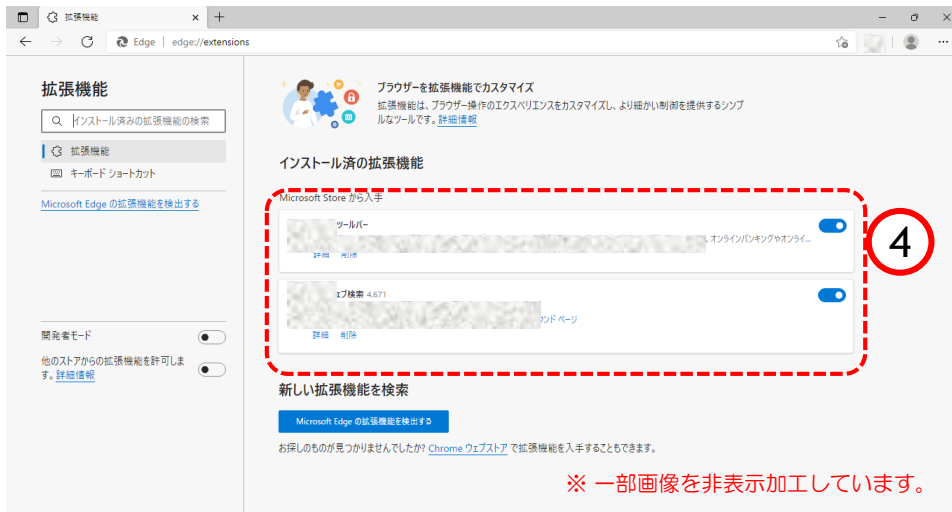 拡張機能
Edge | edge://extensions
拡張機能
インストール済みの拡張機能の検索
拡張機能
キーボード ショートカット
Microsoft Edge の拡張機能を検出する
開発者モード
他のストアからの拡張機能を許可しま
す。詳細情報
ブラウザーを拡張機能でカスタマイズ
拡張機能は、ブラウザー操作のエクスペリエンスをカスタマイズし、より細かい制御を提供するシンプ
ルなツールです。詳細情報
インストール済の拡張機能
Microsoft Store から入手
ツールバー
、オンラインバンキングやオンライ...
詳細 削除
ェブ検索 4.671
ウンド ページ
詳細 削除
4
新しい拡張機能を検索
Microsoft Edge の拡張機能を検出する
お探しのものが見つかりませんでしたか? Chrome ウェブストア で拡張機能を入手することもできます。
※ 一部画像を非表示加工しています。